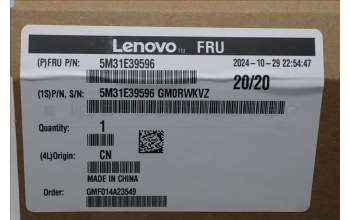 Lenovo™ FRU
(P)FRU P/N: 5M31E39596 2024-10-29 22:54:47
20/20
(1S)P/N, S/N: 5M31E39596 GM0RWKVZ
Quantity: 1
(4L)Origin: CN
MADE IN CHINA
Order: GMF014A23549